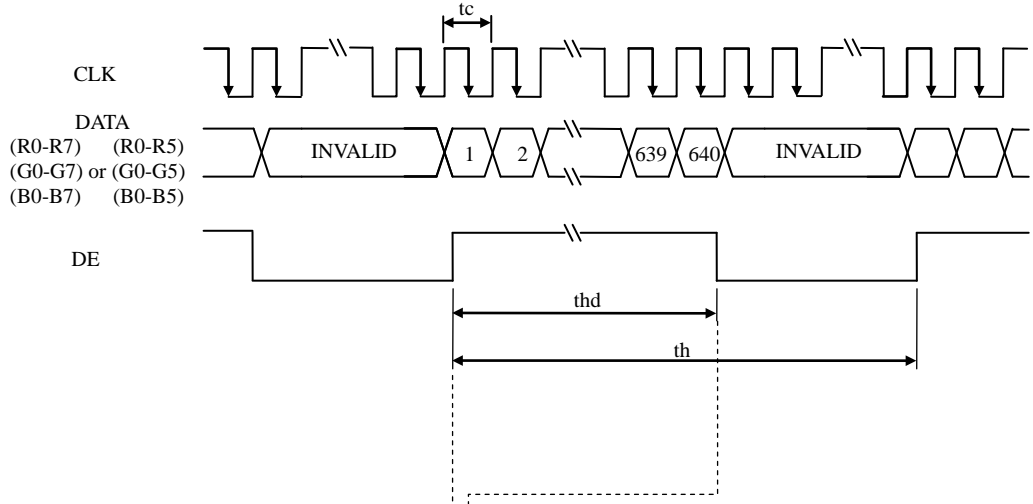 tc
CLK
DATA
(R0-R7) (R0-R5)
(G0-G7) or (G0-G5)
(B0-B7) (B0-B5)
INVALID 1 2 639 640 INVALID
DE
thd
th